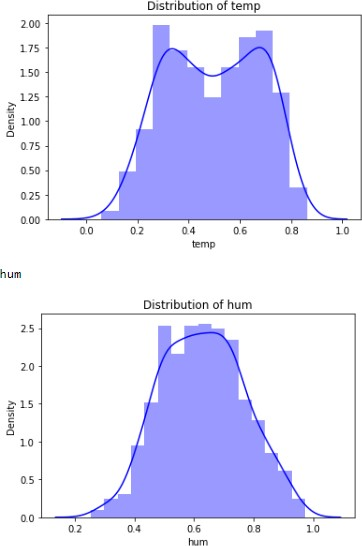 Distribution of temp
2.00
1.75
1.50
1.25
1.00
0.75
0.50
0.25
0.00
Density
0.0 0.2 0.4 0.6 0.8 1.0
temp
hum
Distribution of hum
2.5
2.0
1.5
1.0
0.5
0.0
Density
0.2 0.4 0.6 0.8 1.0
hum